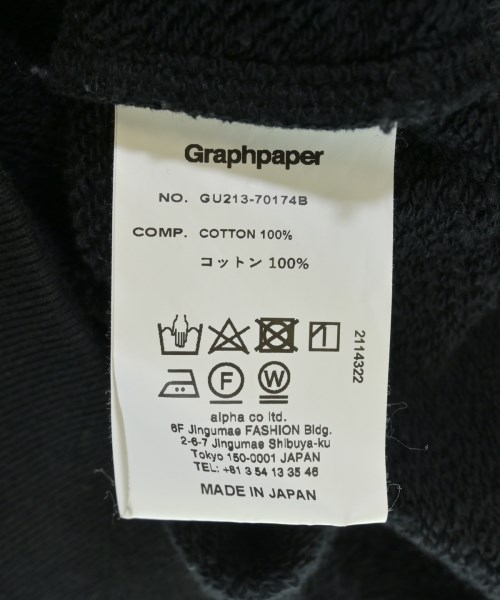 Graphpaper
NO. GU213-70174B
COMP. COTTON 100%
コットン 100%
2114322
F W
alpha co ltd.
6F Jingumae FASHION Bldg.
2-6-7 Jingumae Shibuya-ku
Tokyo 150-0001 JAPAN
TEL: +81 3 54 13 35 46
MADE IN JAPAN